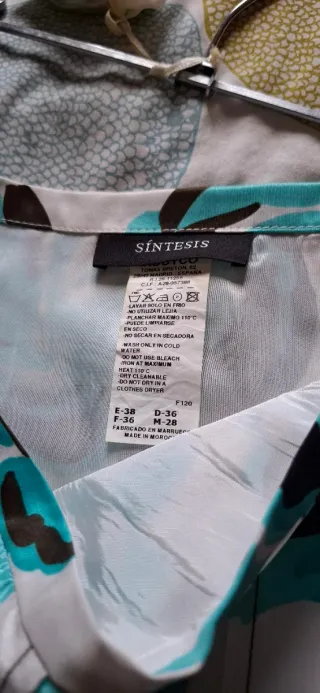 SÍNTESIS
TOMAS BRETON, 62
MADRID - ESPAÑA
-LAVAR SOLO EN FRIO
-NO UTILIZAR LEJIA
-PLANCHAR MAXIMO 110°C
-PUEDE LIMPIARSE
EN SECO
-NO SECAR EN SECADORA
-WASH ONLY IN COLD
WATER
-DO NOT USE BLEACH
-IRON AT MAXIMUM
HEAT 110 C
-DRY CLEANABLE
-DO NOT DRY IN A
CLOTHES DRYER
F120
E-38 D-36
F-36 M-28
FABRICADO EN
MADE IN